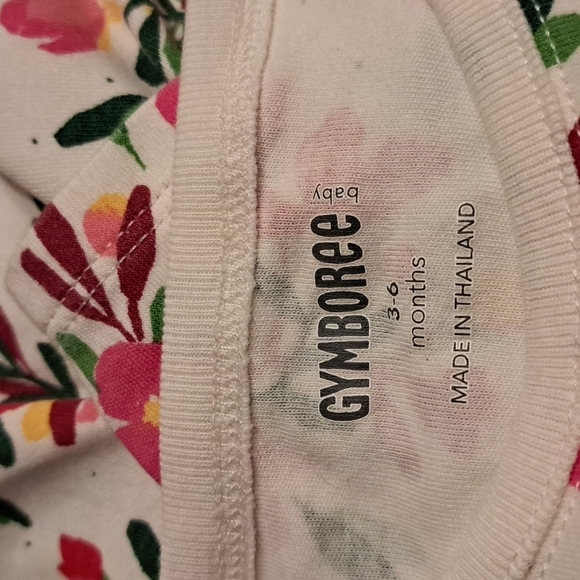 GYMBOREE
baby
3-6
months
MADE IN THAILAND